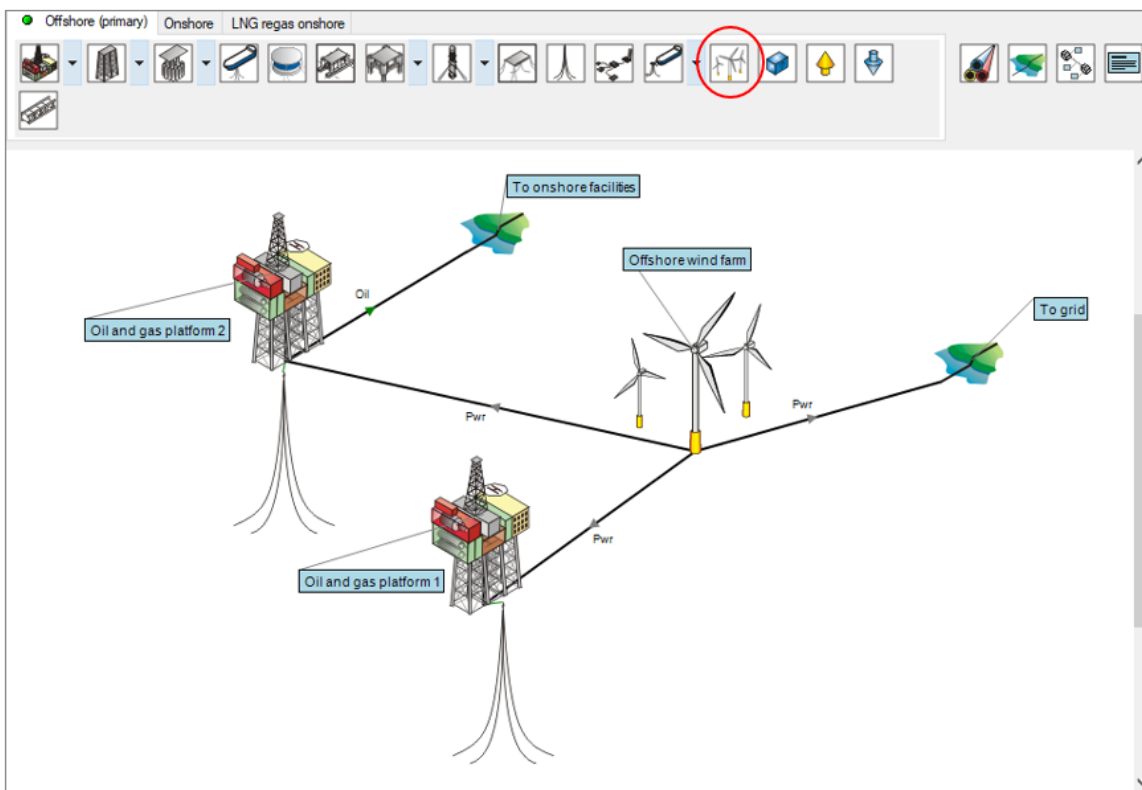 Offshore (primary)
Onshore
LNG regas onshore
To onshore facilities
Offshore wind farm
Oil
To grid
Oil and gas platform 2
Pwr
Pwr
Pwr
Oil and gas platform 1